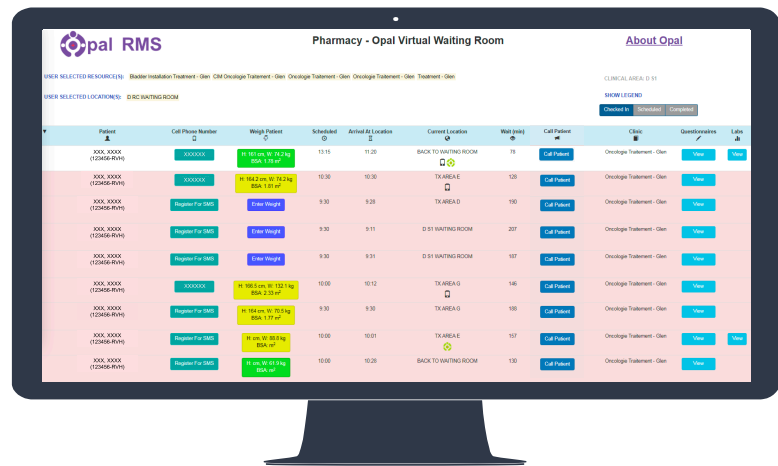 Opal RMS
Pharmacy - Opal Virtual Waiting Room
About Opal
USER SELECTED RESOURCE(S): Bladder Installation Treatment - Glen CIM Oncologie Traitement - Glen Oncologie Traitement - Glen Oncologie Traitement - Glen Treatment - Glen
CLINICAL AREA: D S1
USER SELECTED LOCATION(S): D RC WAITING ROOM
SHOW LEGEND
Checked In Scheduled Completed
Patient Cell Phone Number Weigh Patient Scheduled Arrival At Location Current Location Wait (min) Call Patient Clinic Questionnaires Labs
XXX, XXXX XXXXXX H: 161 cm, W: 74.2 kg 13:15 11:20 BACK TO WAITING ROOM 78 Call Patient Oncologie Traitement - Glen View View
(123456-RVH) BSA: 1.78 m²
XXX, XXXX XXXXXX H: 164.2 cm, W: 74.2 kg 10:30 10:30 TX AREA E 128 Call Patient Oncologie Traitement - Glen View
(123456-RVH) BSA: 1.81 m²
XXX, XXXX Register For SMS Enter Weight 9:30 9:28 TX AREA D 190 Call Patient Oncologie Traitement - Glen View
(123456-RVH)
XXX, XXXX Register For SMS Enter Weight 9:30 9:11 D S1 WAITING ROOM 207 Call Patient Oncologie Traitement - Glen View
(123456-RVH)
XXX, XXXX Register For SMS Enter Weight 9:30 9:31 D S1 WAITING ROOM 187 Call Patient Oncologie Traitement - Glen View
(123456-RVH)
XXX, XXXX XXXXXX H: 166.5 cm, W: 132.1 kg 10:00 10:12 TX AREA G 146 Call Patient Oncologie Traitement - Glen View
(123456-RVH) BSA: 2.33 m²
XXX, XXXX Register For SMS H: 164 cm, W: 70.5 kg 9:30 9:30 TX AREA G 188 Call Patient Oncologie Traitement - Glen View
(123456-RVH) BSA: 1.77 m²
XXX, XXXX Register For SMS H: cm, W: 88.8 kg 10:00 10:01 TX AREA E 157 Call Patient Oncologie Traitement - Glen View View
(123456-RVH) BSA: m²
XXX, XXXX Register For SMS H: cm, W: 61.9 kg 10:00 10:28 BACK TO WAITING ROOM 130 Call Patient Oncologie Traitement - Glen View
(123456-RVH) BSA: m²